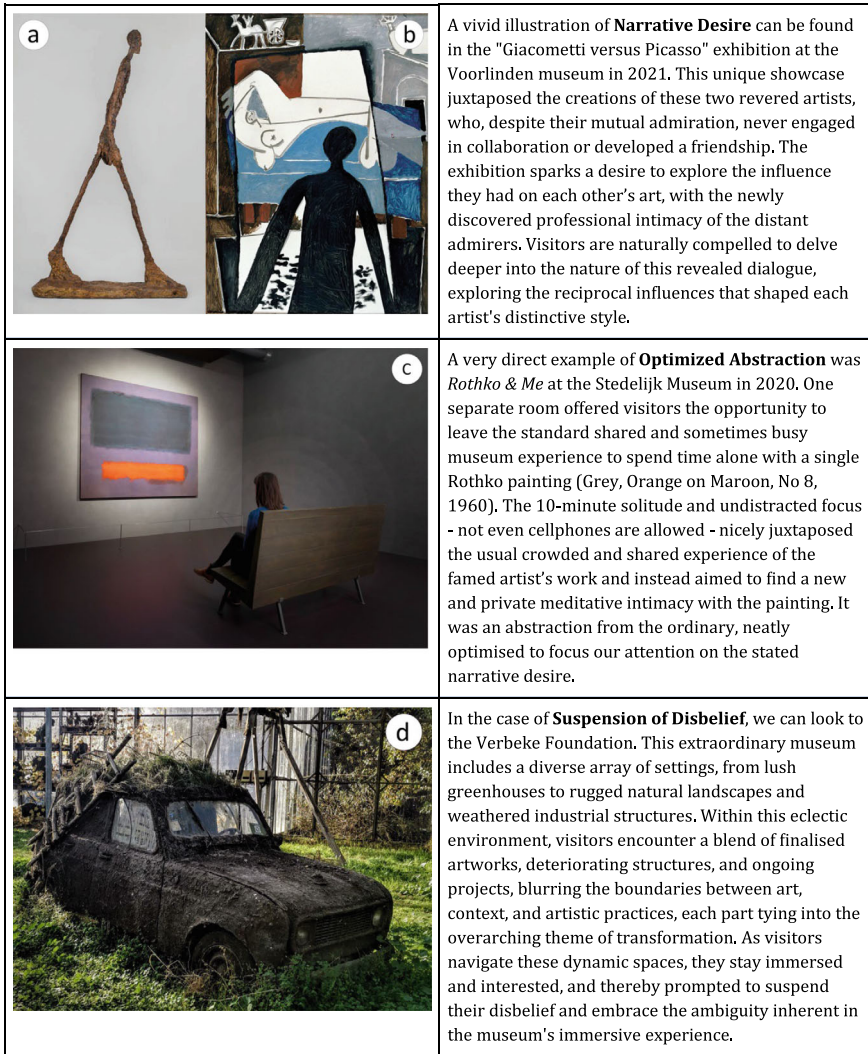 a
b
A vivid illustration of Narrative Desire can be found
in the "Giacometti versus Picasso" exhibition at the
Voorlinden museum in 2021. This unique showcase
juxtaposed the creations of these two revered artists,
who, despite their mutual admiration, never engaged
in collaboration or developed a friendship. The
exhibition sparks a desire to explore the influence
they had on each other's art, with the newly
discovered professional intimacy of the distant
admirers. Visitors are naturally compelled to delve
deeper into the nature of this revealed dialogue,
exploring the reciprocal influences that shaped each
artist's distinctive style.
c
A very direct example of Optimized Abstraction was
Rothko & Me at the Stedelijk Museum in 2020. One
separate room offered visitors the opportunity to
leave the standard shared and sometimes busy
museum experience to spend time alone with a single
Rothko painting (Grey, Orange on Maroon, No 8,
1960). The 10-minute solitude and undistracted focus
- not even cellphones are allowed - nicely juxtaposed
the usual crowded and shared experience of the
famed artist's work and instead aimed to find a new
and private meditative intimacy with the painting. It
was an abstraction from the ordinary, neatly
optimised to focus our attention on the stated
narrative desire.
d
In the case of Suspension of Disbelief, we can look to
the Verbeke Foundation. This extraordinary museum
includes a diverse array of settings, from lush
greenhouses to rugged natural landscapes and
weathered industrial structures. Within this eclectic
environment, visitors encounter a blend of finalised
artworks, deteriorating structures, and ongoing
projects, blurring the boundaries between art,
context, and artistic practices, each part tying into the
overarching theme of transformation. As visitors
navigate these dynamic spaces, they stay immersed
and interested, and thereby prompted to suspend
their disbelief and embrace the ambiguity inherent in
the museum's immersive experience.